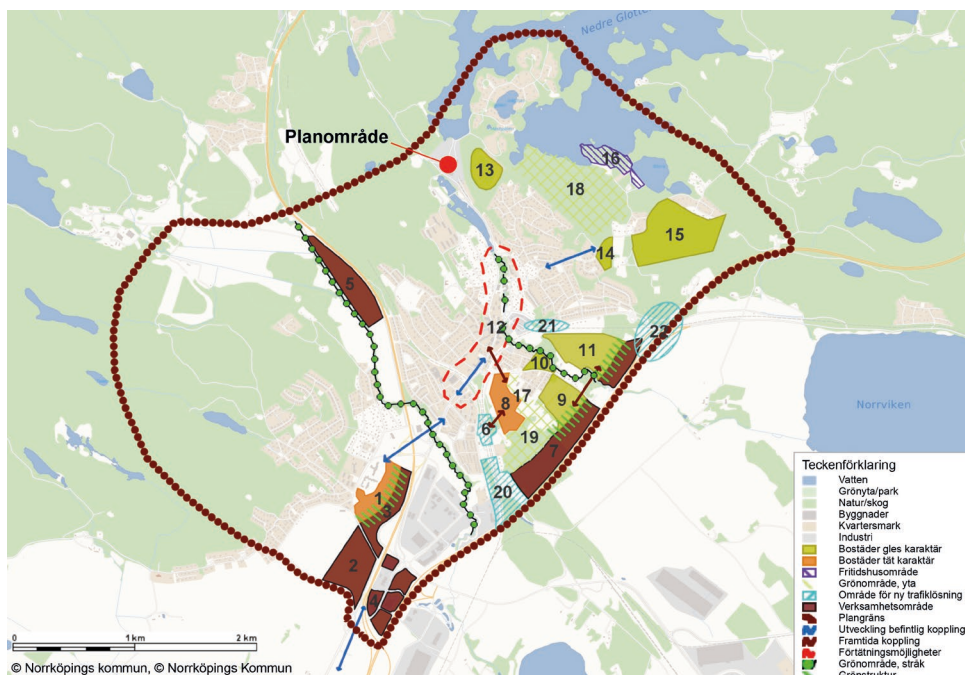 Nedre Glottern
Planområde
13
16
18
15
14
5
12
21
22
11
10
17
8
9
6
19
7
20
1
2
4
Norrviken
Teckenförklaring
Vatten
Grönyta/park
Natur/skog
Byggnader
Kvartersmark
Industri
Bostäder gles karaktär
Bostäder tät karaktär
Fritidshusområde
Grönområde, yta
Område för ny trafiklösning
Verksamhetsområde
Plangräns
Utveckling befintlig koppling
Framtida koppling
Förtätningsmöjligheter
Grönområde, stråk
Grönstruktur
0 1 km 2 km
© Norrköpings kommun, © Norrköpings Kommun